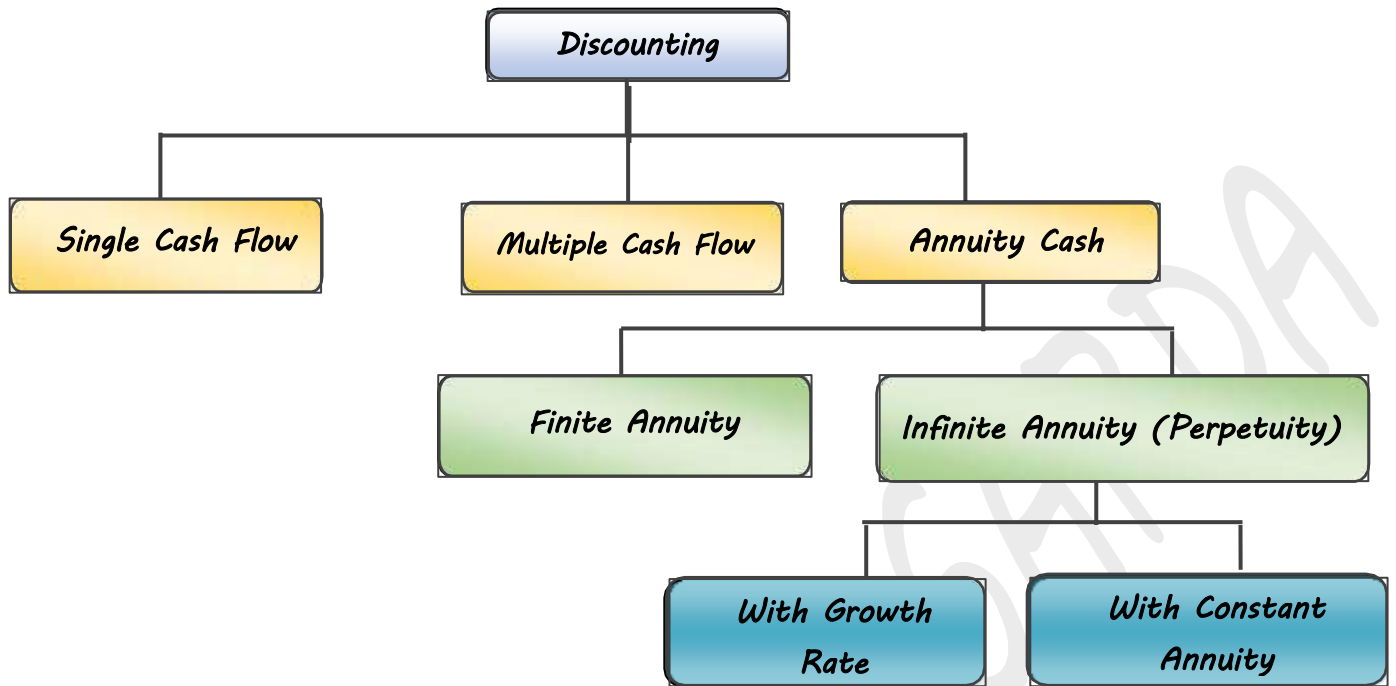 Discounting
Single Cash Flow
Multiple Cash Flow
Annuity Cash
Finite Annuity
Infinite Annuity (Perpetuity)
With Growth
Rate
With Constant
Annuity